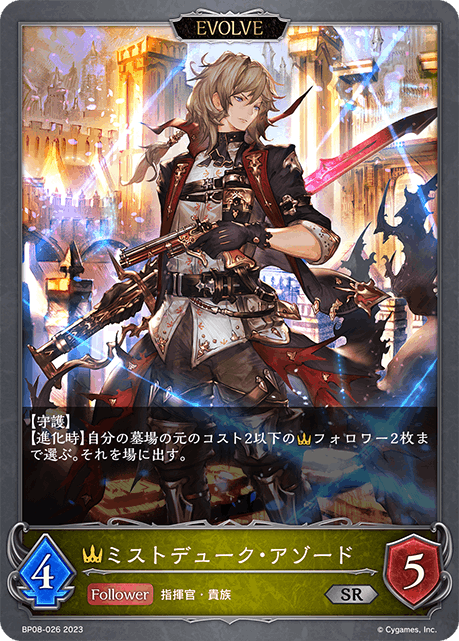 EVOLVE
【守護】
【進化時】自分の墓場の元のコスト2以下のフォロワー2枚ま
で選ぶ。それを場に出す。
ミストデューク・アゾード
4
Follower 指揮官・貴族
SR
5
BP08-026 2023
© Cygames, Inc.